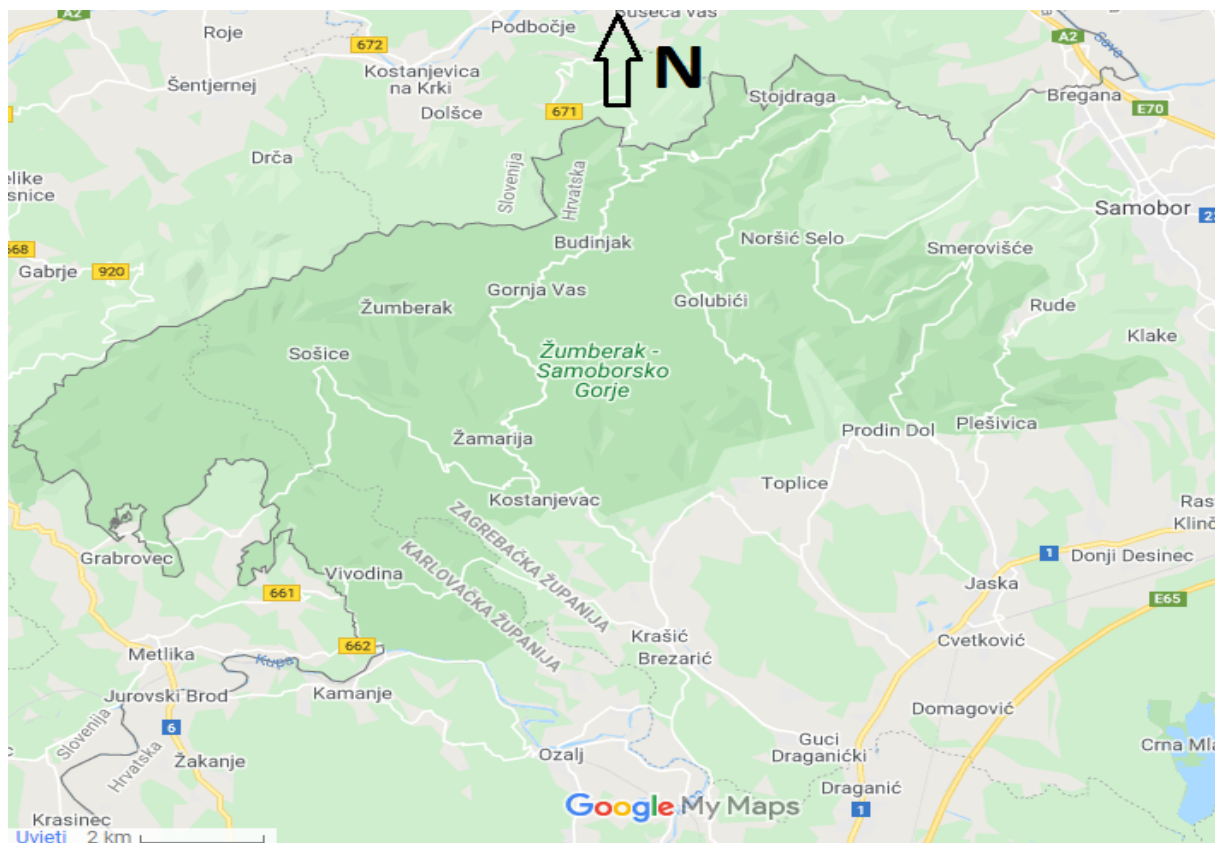 A2
Roje
672
Podbočje
Šentjernej
Kostanjevica
na Krki
Dolšce
671
N
Stojdraga
A2
Sava
Bregana
E70
Drča
Slovenija
Hrvatska
Samobor
668
Gabrje
920
Budinjak
Noršić Selo
Smerovišće
Gornja Vas
Žumberak
Golubići
Rude
Klake
Sošice
Žumberak -
Samoborsko
Gorje
Žamarija
Prodin Dol
Plešivica
Kostanjevac
Toplice
ZAGREBAČKA ŽUPANIJA
KARLOVAČKA ŽUPANIJA
Grabrovec
Vivodina
661
1
Donji Desinec
Jaska
E65
662
Krašić
Brezarić
Cvetković
Metlika
Kupa
Jurovski Brod
Kamanje
Slovenija
Hrvatska
6
Žakanje
Ozalj
Domagović
Guci
Draganićki
Crna
Draganić
1
Krasinec
Google My Maps
Uvjeti
2 km